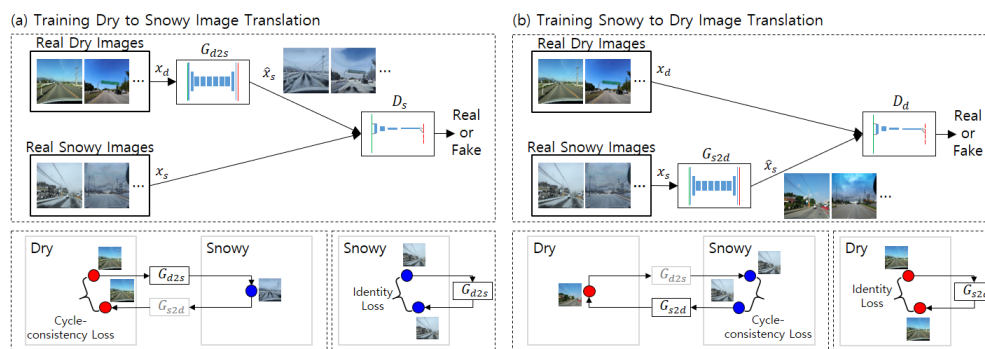 (a) Training Dry to Snowy Image Translation
Real Dry Images
...
x_d
G_{d2s}
x̂_s
...
D_s
Real
or
Fake
Real Snowy Images
...
x_s
Dry
Snowy
G_{d2s}
G_{s2d}
Cycle-
consistency Loss
Snowy
Identity
Loss
G_{d2s}
(b) Training Snowy to Dry Image Translation
Real Dry Images
...
x_d
D_d
Real
or
Fake
Real Snowy Images
...
x_s
G_{s2d}
x̂_s
...
Dry
Snowy
G_{d2s}
G_{s2d}
Cycle-
consistency Loss
Dry
Identity
Loss
G_{s2d}